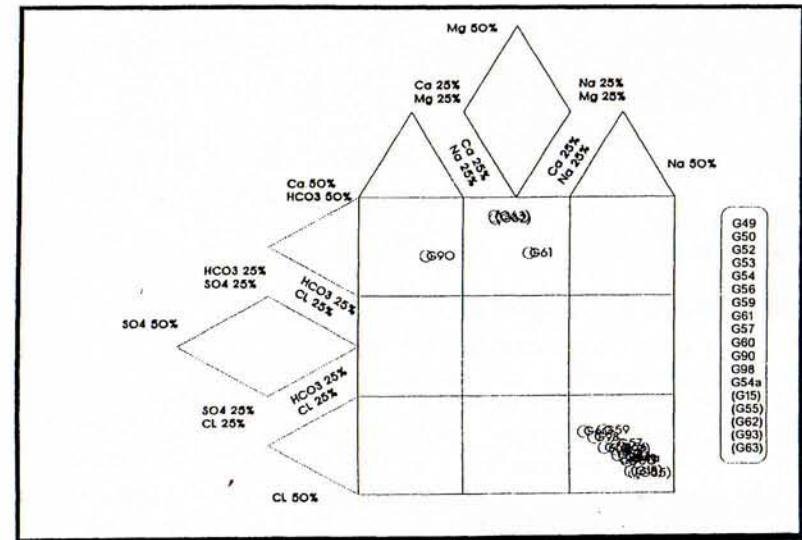 Mg 50%
Ca 25%
Mg 25%
Na 25%
Mg 25%
Ca 25%
Na 25%
Ca 25%
Na 25%
Na 50%
Ca 50%
HCO3 50%
G90
G61
HCO3 25%
SO4 25%
HCO3 25%
CL 25%
SO4 50%
HCO3 25%
CL 25%
SO4 25%
CL 25%
G59
G57
CL 50%
G49
G50
G52
G53
G54
G56
G59
G61
G57
G60
G90
G98
G54a
(G15)
(G55)
(G62)
(G93)
(G63)